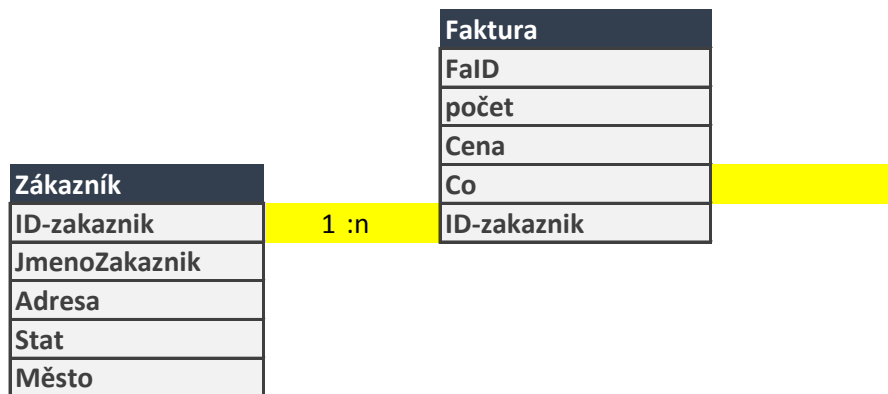 Faktura
FaID
počet
Cena
Co
ID-zakaznik
Zákazník
ID-zakaznik
1 :n
JmenoZakaznik
Adresa
Stat
Město